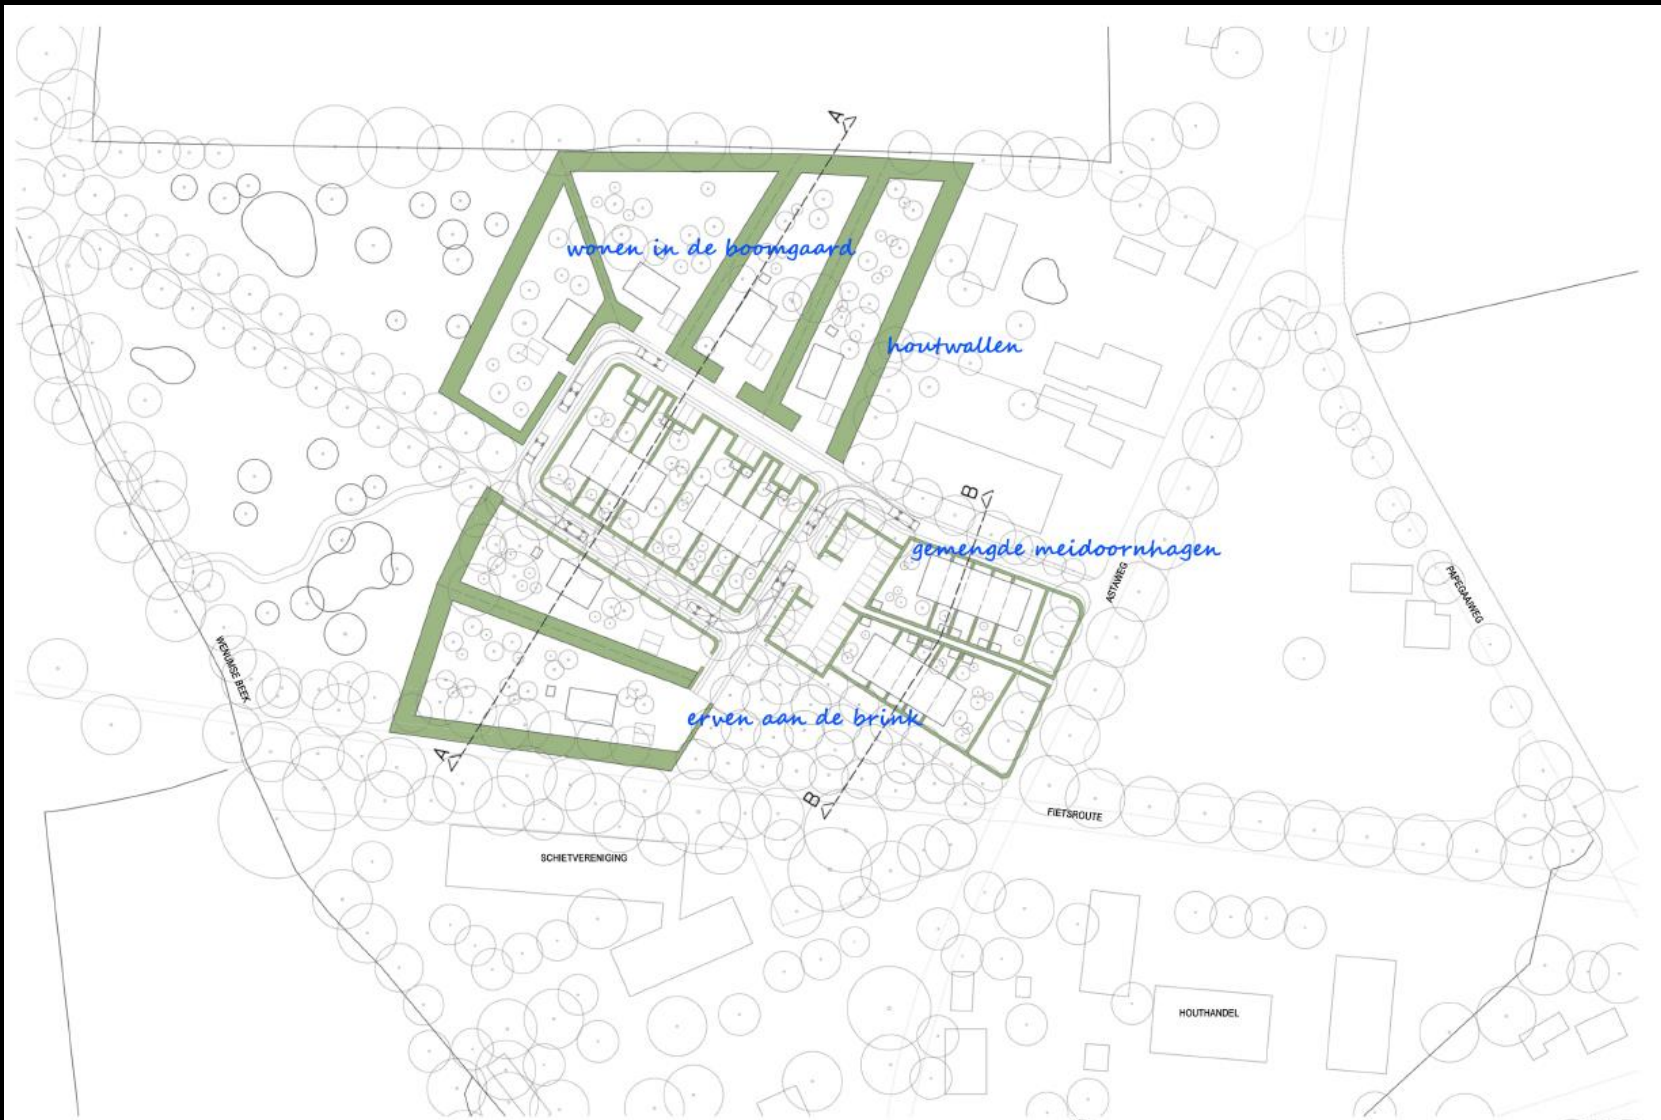 A
wonen in de boomgaard
houtwallen
B
gemengde meidoornhagen
ASTAWEG
PAPEGAAIWEG
WENUMSE BEEK
erven aan de brink
A
B
FIETSROUTE
SCHIETVERENIGING
HOUTHANDEL